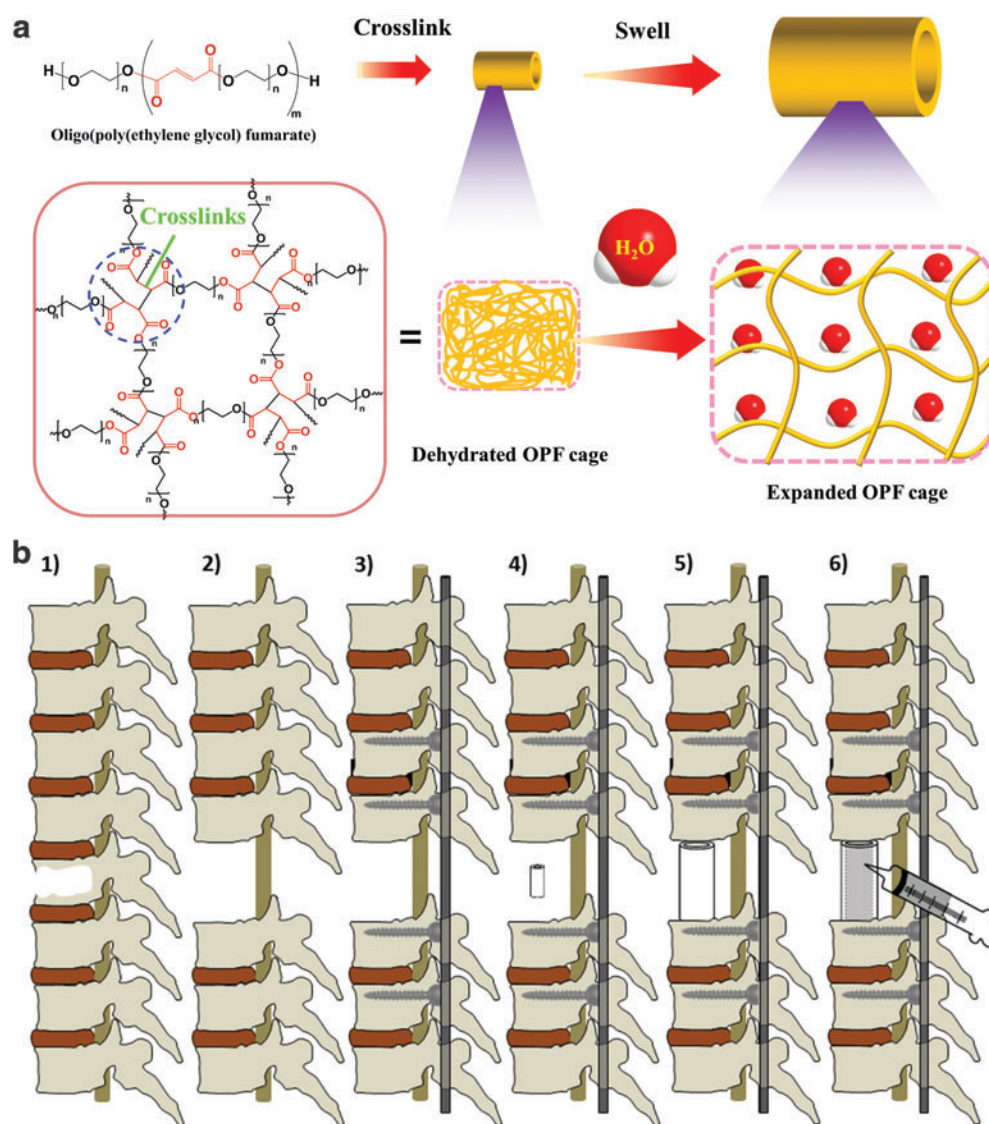 a
Crosslink
Swell
H O O n O O O O O n H m
Oligo(poly(ethylene glycol) fumarate)
Crosslinks
H₂O
=
Dehydrated OPF cage
Expanded OPF cage
b
1) 2) 3) 4) 5) 6)